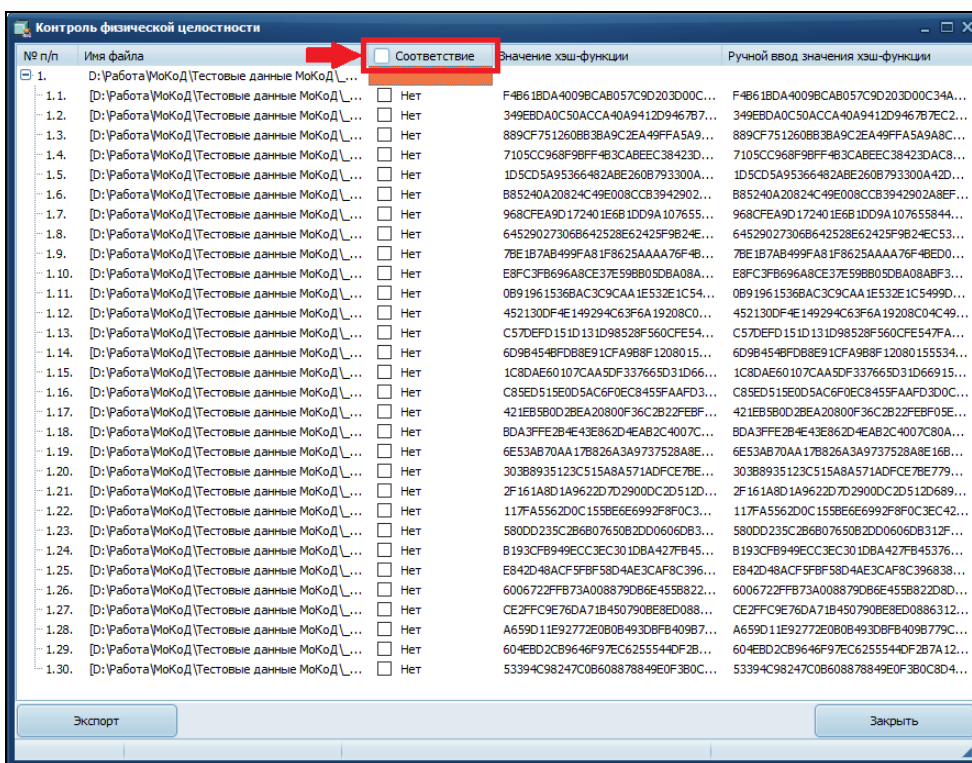 Контроль физической целостности
№ п/п Имя файла Соответствие Значение хэш-функции Ручной ввод значения хэш-функции
1. D:\Работа\МоКоД\Тестовые данные МоКоД\_...
1.1. [D:\Работа\МоКоД\Тестовые данные МоКоД\_... Нет F4B61BDA4009BCAB057C9D203D00C... F4B61BDA4009BCAB057C9D203D00C34A...
1.2. [D:\Работа\МоКоД\Тестовые данные МоКоД\_... Нет 349EBDA0C50ACCA40A9412D9467B7... 349EBDA0C50ACCA40A9412D9467B7EC2...
1.3. [D:\Работа\МоКоД\Тестовые данные МоКоД\_... Нет 889CF751260BB3BA9C2EA49FFA5A9... 889CF751260BB3BA9C2EA49FFA5A9A8C...
1.4. [D:\Работа\МоКоД\Тестовые данные МоКоД\_... Нет 7105CC968F9BFF4B3CABEEC38423D... 7105CC968F9BFF4B3CABEEC38423DAC8...
1.5. [D:\Работа\МоКоД\Тестовые данные МоКоД\_... Нет 1D5CD5A95366482ABE260B793300A... 1D5CD5A95366482ABE260B793300A42D...
1.6. [D:\Работа\МоКоД\Тестовые данные МоКоД\_... Нет B85240A20824C49E008CCB3942902... B85240A20824C49E008CCB3942902A8EF...
1.7. [D:\Работа\МоКоД\Тестовые данные МоКоД\_... Нет 968CFEA9D172401E6B1DD9A107655... 968CFEA9D172401E6B1DD9A107655844...
1.8. [D:\Работа\МоКоД\Тестовые данные МоКоД\_... Нет 64529027306B642528E62425F9B24E... 64529027306B642528E62425F9B24EC53...
1.9. [D:\Работа\МоКоД\Тестовые данные МоКоД\_... Нет 7BE1B7AB499FA81F8625AAAA76F4B... 7BE1B7AB499FA81F8625AAAA76F4BED0...
1.10. [D:\Работа\МоКоД\Тестовые данные МоКоД\_... Нет E8FC3FB696A8CE37E59BB05DBA08A... E8FC3FB696A8CE37E59BB05DBA08ABF3...
1.11. [D:\Работа\МоКоД\Тестовые данные МоКоД\_... Нет 0B91961536BAC3C9CAA1E532E1C54... 0B91961536BAC3C9CAA1E532E1C5499D...
1.12. [D:\Работа\МоКоД\Тестовые данные МоКоД\_... Нет 452130DF4E149294C63F6A19208C0... 452130DF4E149294C63F6A19208C04C49...
1.13. [D:\Работа\МоКоД\Тестовые данные МоКоД\_... Нет C57DEFD151D131D98528F560CFE54... C57DEFD151D131D98528F560CFE547FA...
1.14. [D:\Работа\МоКоД\Тестовые данные МоКоД\_... Нет 6D9B454BFDB8E91CFA9B8F1208015... 6D9B454BFDB8E91CFA9B8F12080155534...
1.15. [D:\Работа\МоКоД\Тестовые данные МоКоД\_... Нет 1C8DAE60107CAA5DF337665D31D66... 1C8DAE60107CAA5DF337665D31D66915...
1.16. [D:\Работа\МоКоД\Тестовые данные МоКоД\_... Нет C85ED515E0D5AC6F0EC8455FAAFD3... C85ED515E0D5AC6F0EC8455FAAFD3D0C...
1.17. [D:\Работа\МоКоД\Тестовые данные МоКоД\_... Нет 421EB5B0D2BEA20800F36C2B22FEBF... 421EB5B0D2BEA20800F36C2B22FEBF05E...
1.18. [D:\Работа\МоКоД\Тестовые данные МоКоД\_... Нет BDA3FFE2B4E43E862D4EAB2C4007C... BDA3FFE2B4E43E862D4EAB2C4007C80A...
1.19. [D:\Работа\МоКоД\Тестовые данные МоКоД\_... Нет 6E53AB70AA17B826A3A9737528A8E... 6E53AB70AA17B826A3A9737528A8E16B...
1.20. [D:\Работа\МоКоД\Тестовые данные МоКоД\_... Нет 303B8935123C515A8A571ADFCE7BE... 303B8935123C515A8A571ADFCE7BE779...
1.21. [D:\Работа\МоКоД\Тестовые данные МоКоД\_... Нет 2F161A8D1A9622D7D2900DC2D512D... 2F161A8D1A9622D7D2900DC2D512D689...
1.22. [D:\Работа\МоКоД\Тестовые данные МоКоД\_... Нет 117FA5562D0C155BE6E6992F8F0C3... 117FA5562D0C155BE6E6992F8F0C3EC42...
1.23. [D:\Работа\МоКоД\Тестовые данные МоКоД\_... Нет 580DD235C2B6B07650B2DD0606DB3... 580DD235C2B6B07650B2DD0606DB312F...
1.24. [D:\Работа\МоКоД\Тестовые данные МоКоД\_... Нет B193CFB949ECC3EC301DBA427FB45... B193CFB949ECC3EC301DBA427FB45376...
1.25. [D:\Работа\МоКоД\Тестовые данные МоКоД\_... Нет E842D48ACF5FBF58D4AE3CAF8C396... E842D48ACF5FBF58D4AE3CAF8C396838...
1.26. [D:\Работа\МоКоД\Тестовые данные МоКоД\_... Нет 6006722FFB73A008879DB6E455B822... 6006722FFB73A008879DB6E455B822D8D...
1.27. [D:\Работа\МоКоД\Тестовые данные МоКоД\_... Нет CE2FFC9E76DA71B450790BE8ED088... CE2FFC9E76DA71B450790BE8ED0886312...
1.28. [D:\Работа\МоКоД\Тестовые данные МоКоД\_... Нет A659D11E92772E0B0B493DBFB409B7... A659D11E92772E0B0B493DBFB409B779C...
1.29. [D:\Работа\МоКоД\Тестовые данные МоКоД\_... Нет 604EBD2CB9646F97EC6255544DF2B... 604EBD2CB9646F97EC6255544DF2B7A12...
1.30. [D:\Работа\МоКоД\Тестовые данные МоКоД\_... Нет 53394C98247C0B608878849E0F3B0C... 53394C98247C0B608878849E0F3B0C8D4...
Экспорт Закрыть